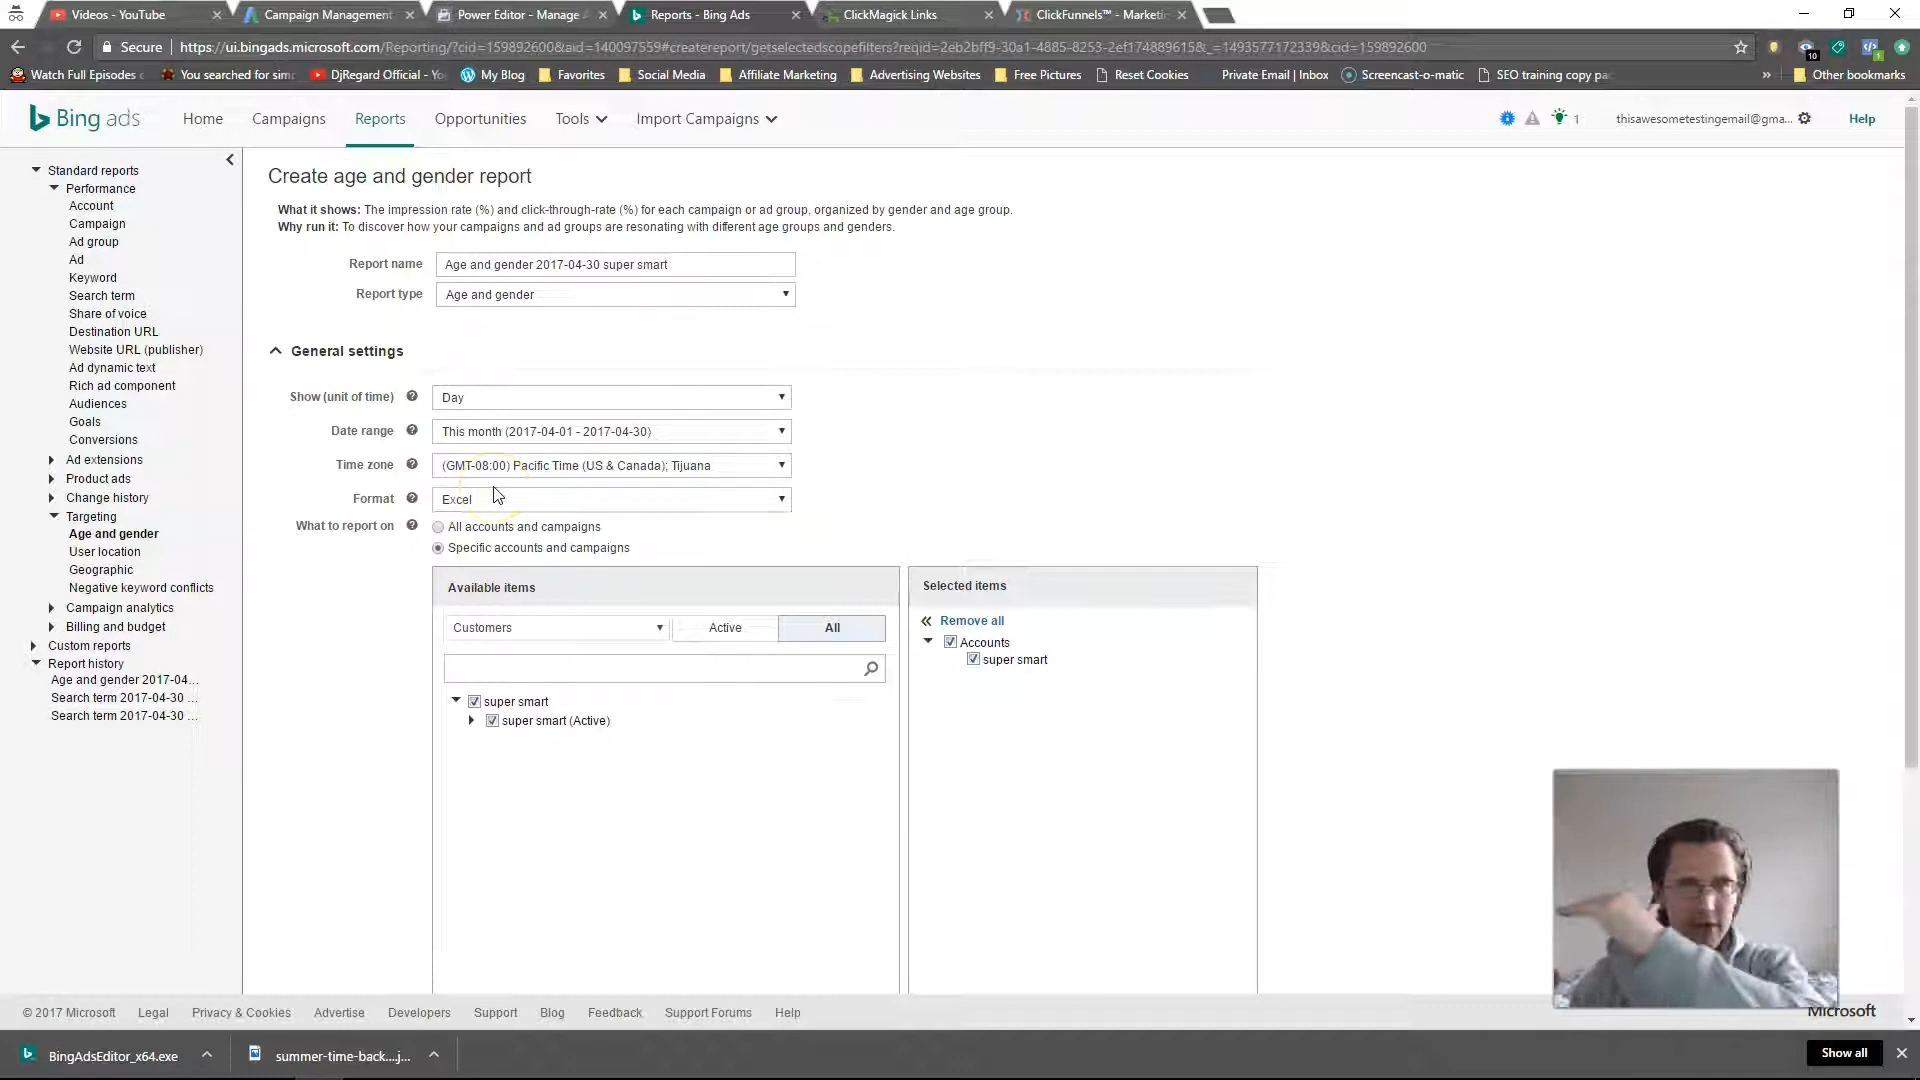 Videos - YouTube
Campaign Management
Power Editor - Manage
Reports - Bing Ads
ClickMagick Links
ClickFunnels™ - Marketi
Secure
https://ui.bingads.microsoft.com/Reporting/?cid=159892600&aid=140097559#createreport/getselectedscopefilters?reqid=2eb2bff9-30a1-4885-8253-2ef174889615&_=1493577172339&cid=159892600
Watch Full Episodes
You searched for sim
DjRegard Official - Yo
My Blog
Favorites
Social Media
Affiliate Marketing
Advertising Websites
Free Pictures
Reset Cookies
Private Email | Inbox
Screencast-o-matic
SEO training copy pac
»
Other bookmarks
10
1
Bing ads
Home
Campaigns
Reports
Opportunities
Tools
Import Campaigns
1
thisawesometestingemail@gma...
Help
Standard reports
Performance
Account
Campaign
Ad group
Ad
Keyword
Search term
Share of voice
Destination URL
Website URL (publisher)
Ad dynamic text
Rich ad component
Audiences
Goals
Conversions
Ad extensions
Product ads
Change history
Targeting
Age and gender
User location
Geographic
Negative keyword conflicts
Campaign analytics
Billing and budget
Custom reports
Report history
Age and gender 2017-04...
Search term 2017-04-30 ...
Search term 2017-04-30 ...
Create age and gender report
What it shows: The impression rate (%) and click-through-rate (%) for each campaign or ad group, organized by gender and age group.
Why run it: To discover how your campaigns and ad groups are resonating with different age groups and genders.
Report name
Age and gender 2017-04-30 super smart
Report type
Age and gender
General settings
Show (unit of time)
Day
Date range
This month (2017-04-01 - 2017-04-30)
Time zone
(GMT-08:00) Pacific Time (US & Canada); Tijuana
Format
Excel
What to report on
All accounts and campaigns
Specific accounts and campaigns
Available items
Customers
Active
All
super smart
super smart (Active)
Selected items
« Remove all
Accounts
super smart
© 2017 Microsoft
Legal
Privacy & Cookies
Advertise
Developers
Support
Blog
Feedback
Support Forums
Help
Microsoft
BingAdsEditor_x64.exe
summer-time-back....j...
Show all